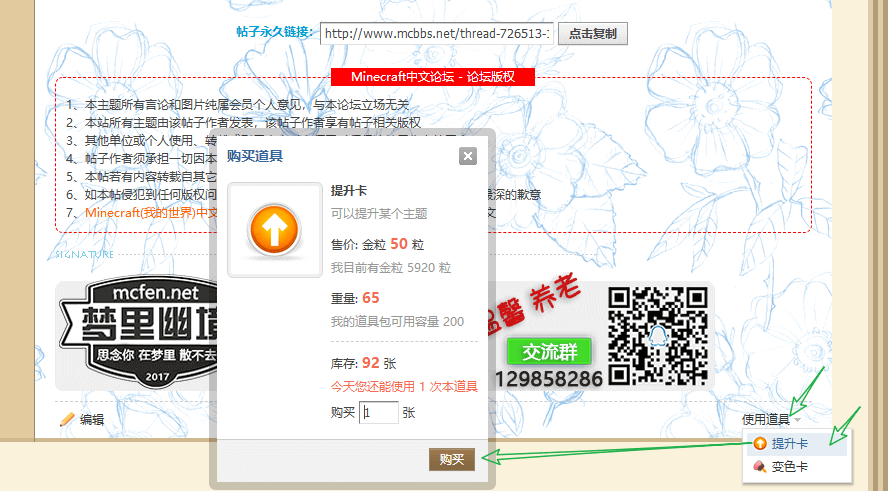 帖子永久链接: http://www.mcbbs.net/thread-726513-1 点击复制
Minecraft中文论坛 - 论坛版权
1、本主题所有言论和图片纯属会员个人意见，与本论坛立场无关
2、本站所有主题由该帖子作者发表，该帖子作者享有帖子相关版权
3、其他单位或个人使用、转
4、帖子作者须承担一切因本
5、本帖若有内容转载自其它
6、如本帖侵犯到任何版权问
最深的歉意
7、Minecraft(我的世界)中文
文
购买道具
提升卡
可以提升某个主题
售价: 金粒 50 粒
我目前有金粒 5920 粒
重量: 65
我的道具包可用容量 200
库存: 92 张
今天您还能使用 1 次本道具
购买 1 张
购买
SIGNATURE
mcfen.net
梦里幽境
思念你 在梦里 散不去
2017
馨 养老
交流群
129858286
编辑
使用道具
提升卡
变色卡